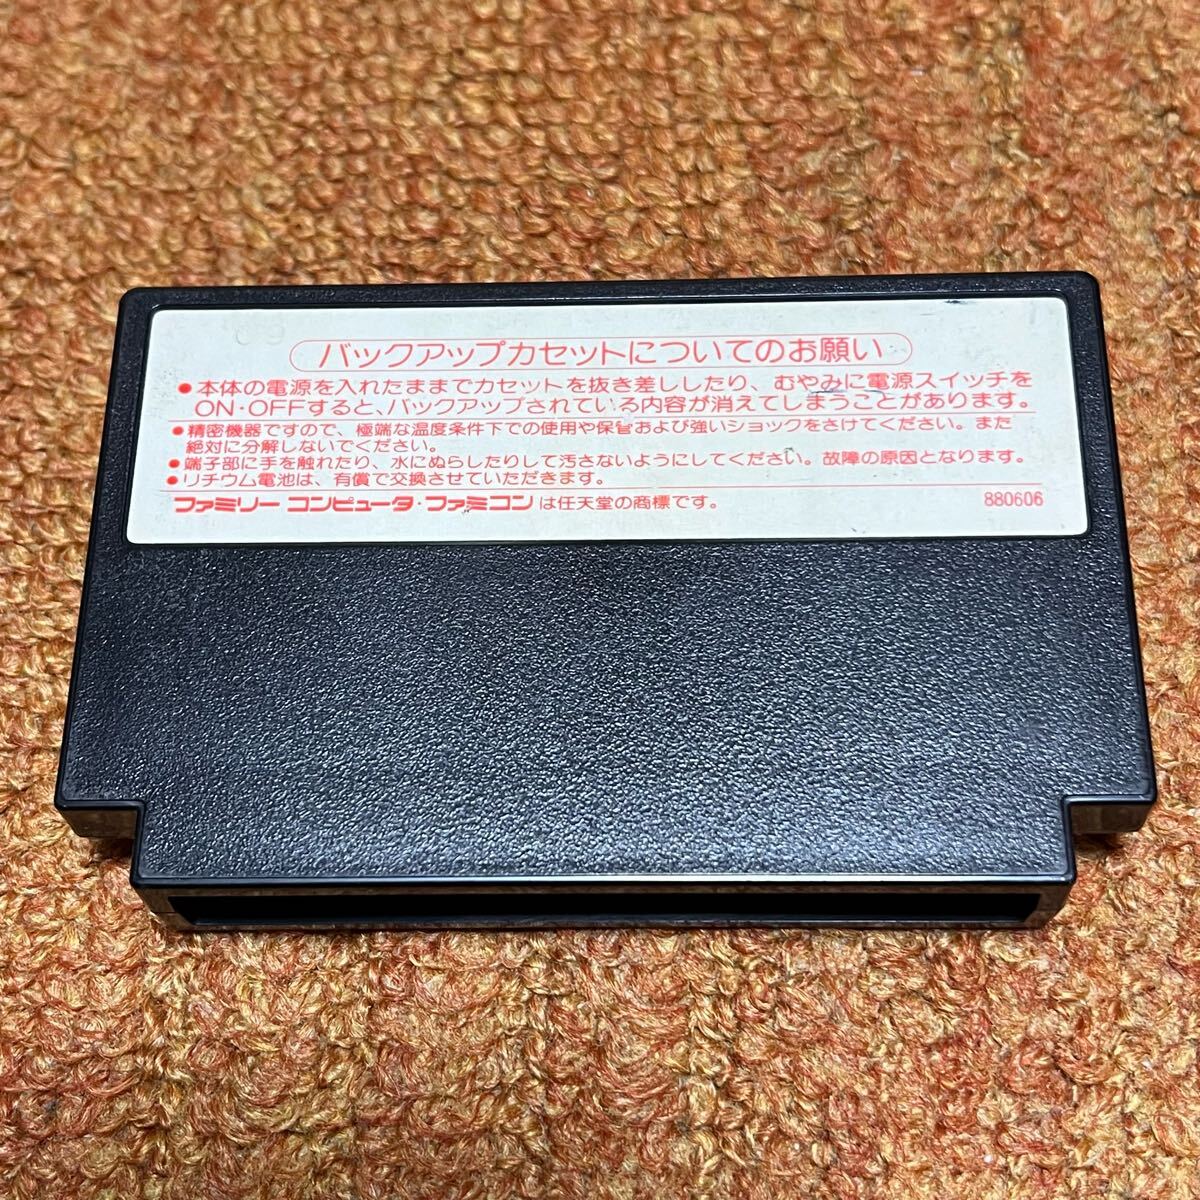 バックアップカセットについてのお願い
●本体の電源を入れたままでカセットを抜き差ししたり、むやみに電源スイッチを
ON・OFFすると、バックアップされている内容が消えてしまうことがあります。
●精密機器ですので、極端な温度条件下での使用や保管および強いショックをさけてください。また
絶対に分解しないでください。
●端子部に手を触れたり、水にぬらしたりして汚さないようにしてください。故障の原因となります。
●リチウム電池は、有償で交換させていただきます。
ファミリーコンピュータ・ファミコンは任天堂の商標です。 880606